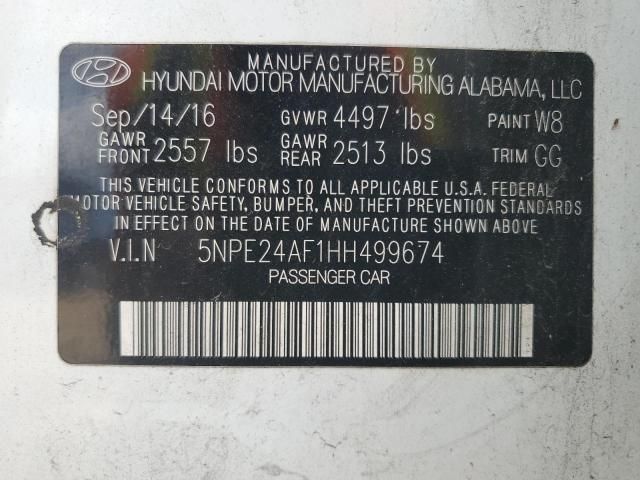 MANUFACTURED BY
HYUNDAI MOTOR MANUFACTURING ALABAMA, LLC
Sep/14/16 GVWR 4497 lbs PAINT W8
GAWR FRONT 2557 lbs GAWR REAR 2513 lbs TRIM GG
THIS VEHICLE CONFORMS TO ALL APPLICABLE U.S.A. FEDERAL
MOTOR VEHICLE SAFETY, BUMPER, AND THEFT PREVENTION STANDARDS
IN EFFECT ON THE DATE OF MANUFACTURE SHOWN ABOVE
V.I.N 5NPE24AF1HH499674
PASSENGER CAR